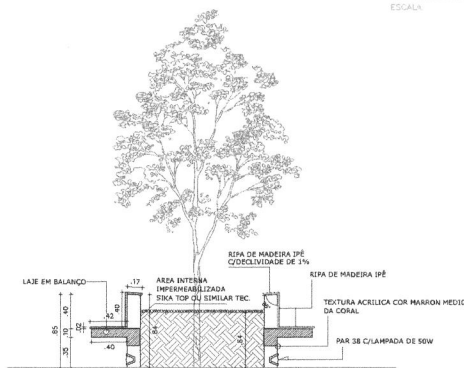 ESCALA
RIPA DE MADEIRA IPÊ
C/DECLIVIDADE DE 1%
LAJE EM BALANÇO
.17
AREA INTERNA
IMPERMEABILIZADA
SIKA TOP OU SIMILAR TEC.
RIPA DE MADEIRA IPÊ
TEXTURA ACRILICA COR MARRON MEDIO
DA CORAL
.40
.40
.42
.02
.85
.10
.84
.84
.40
.35
PAR 38 C/LAMPADA DE 50W